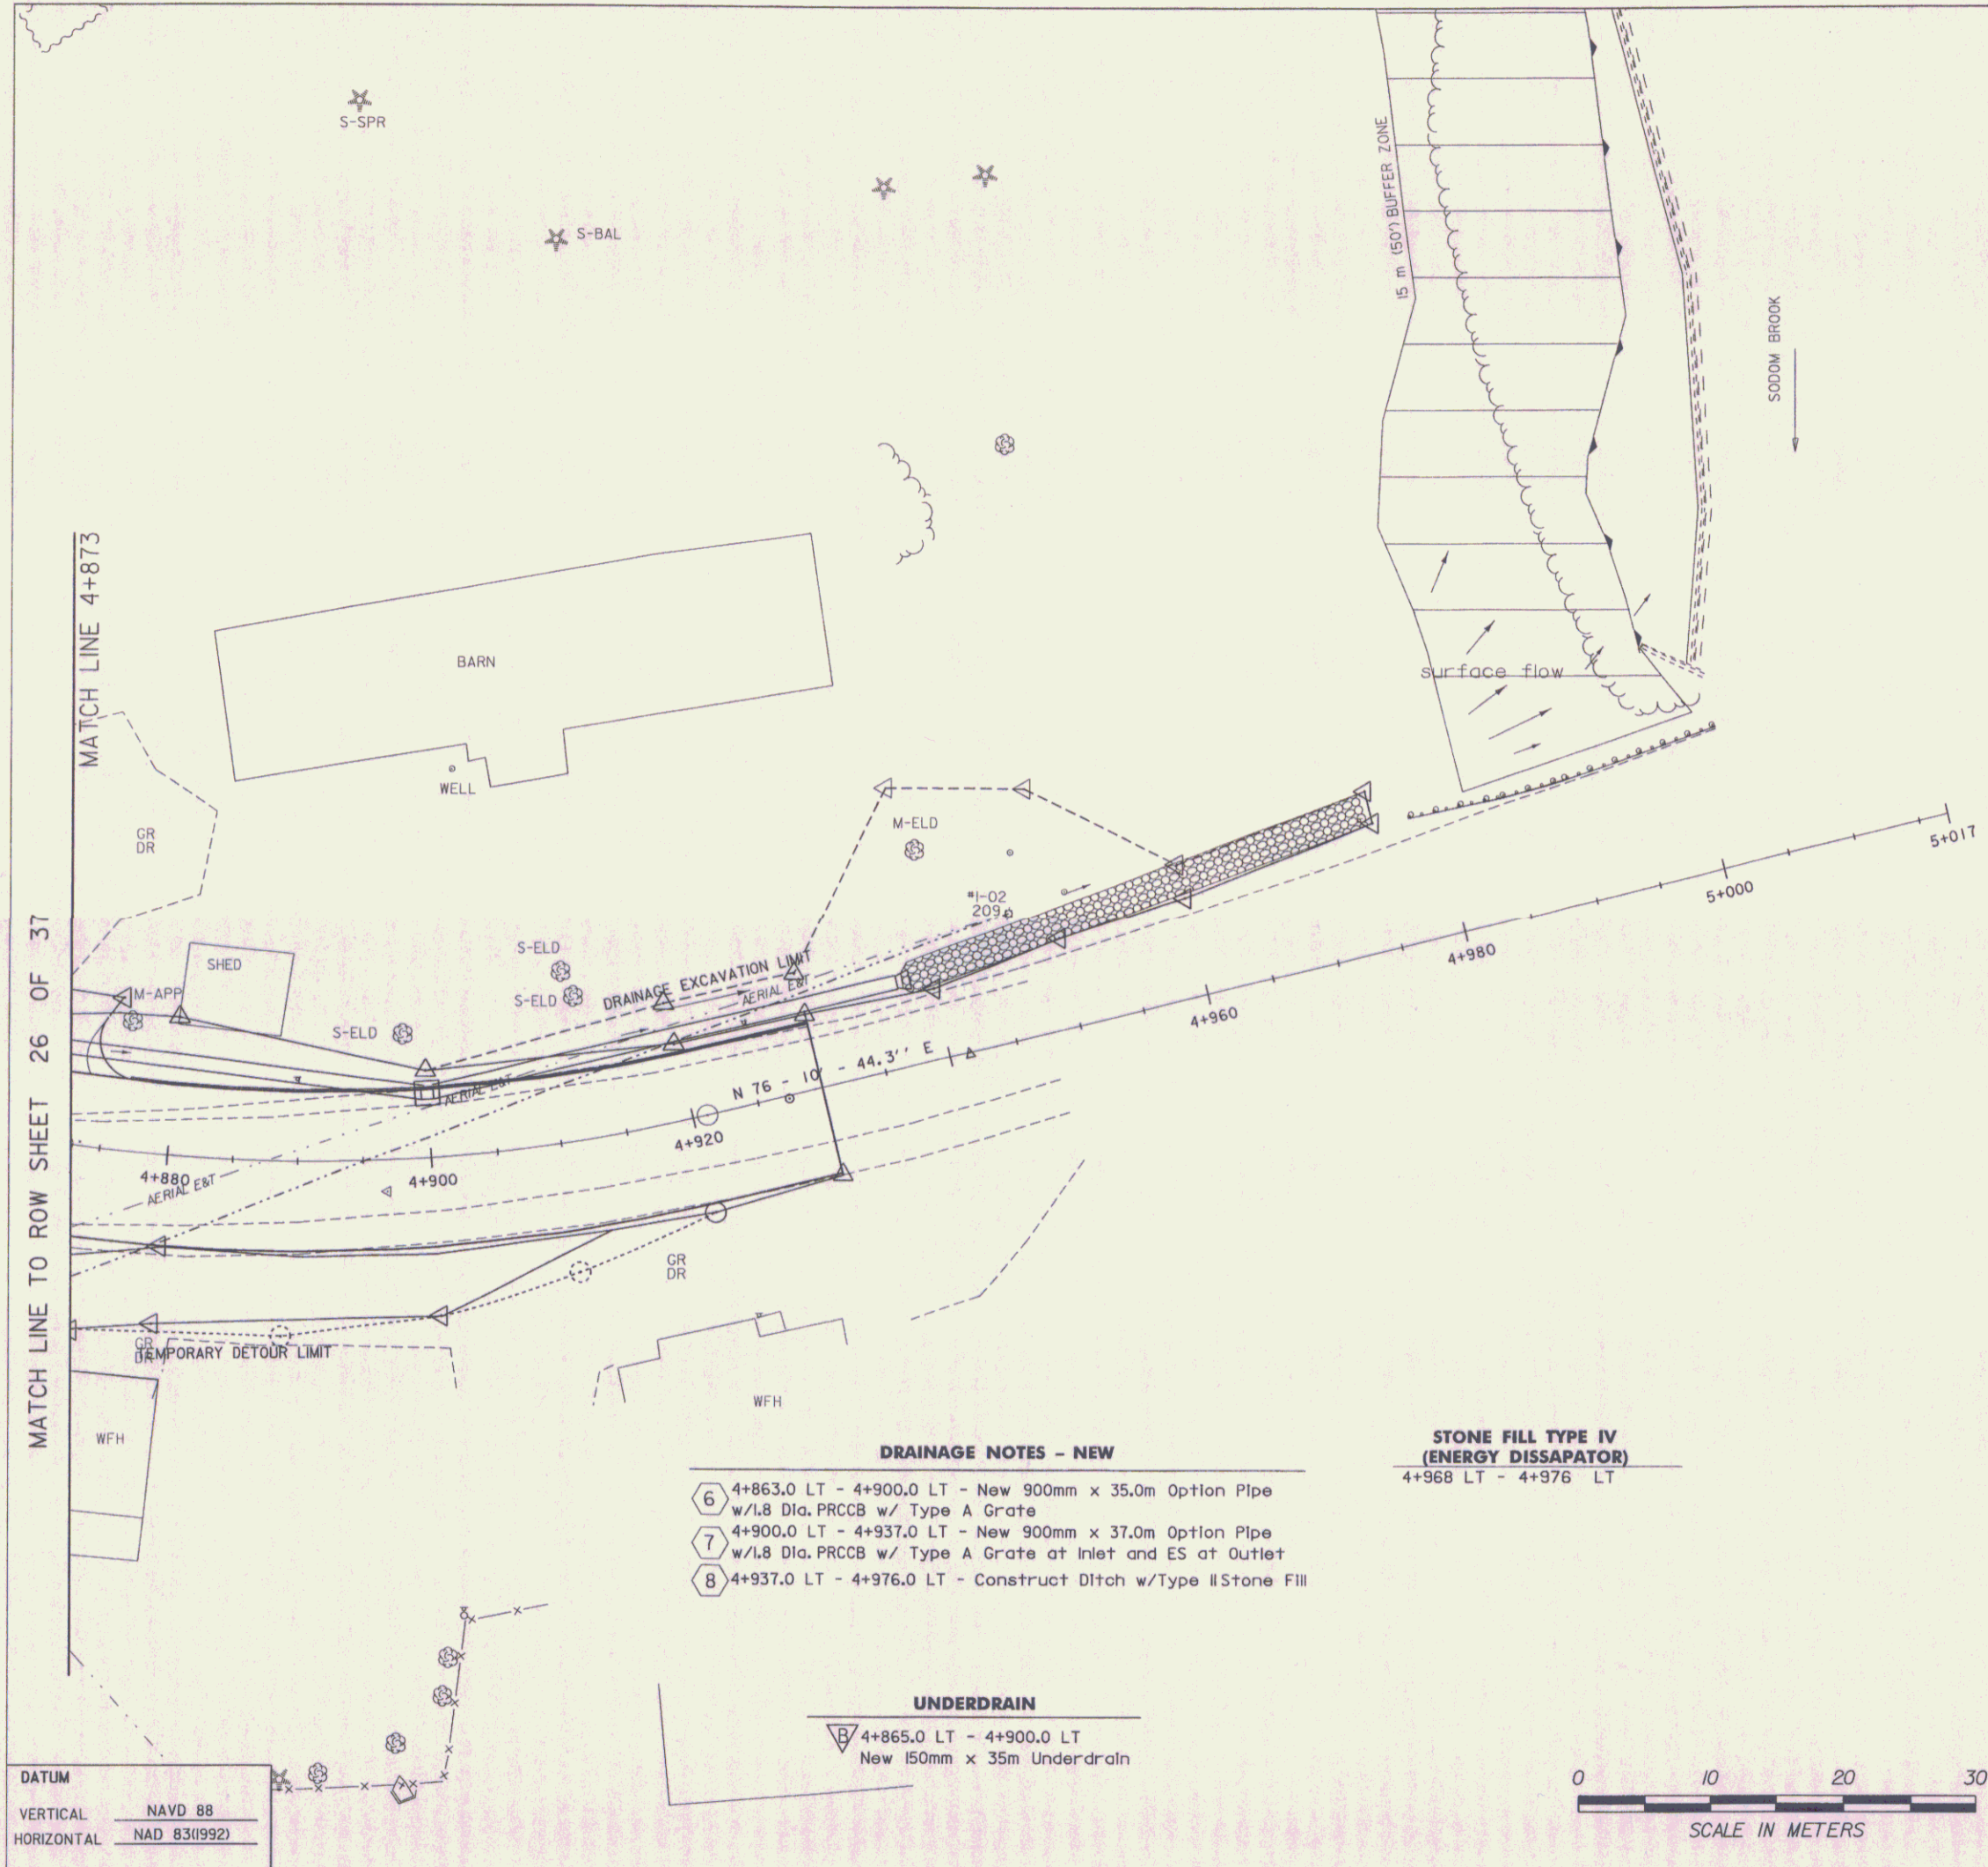 S-SPR
S-BAL
15 m (50') BUFFER ZONE
SODOM BROOK
MATCH LINE 4+873
BARN
WELL
surface flow
GR
DR
M-ELD
#1-02
209
5+017
5+000
4+980
4+960
MATCH LINE TO ROW SHEET 26 OF 37
SHED
M-APP
S-ELD
S-ELD
S-ELD
DRAINAGE EXCAVATION LIMIT
AERIAL E&T
AERIAL E&T
N 76 - 10' - 44.3'' E
4+920
4+900
4+880
AERIAL E&T
GR
DR
GR
DR
TEMPORARY DETOUR LIMIT
WFH
WFH
DRAINAGE NOTES - NEW
6 4+863.0 LT - 4+900.0 LT - New 900mm x 35.0m Option Pipe
w/1.8 Dia. PRCCB w/ Type A Grate
7 4+900.0 LT - 4+937.0 LT - New 900mm x 37.0m Option Pipe
w/1.8 Dia. PRCCB w/ Type A Grate at Inlet and ES at Outlet
8 4+937.0 LT - 4+976.0 LT - Construct Ditch w/Type II Stone Fill
STONE FILL TYPE IV
(ENERGY DISSAPATOR)
4+968 LT - 4+976 LT
UNDERDRAIN
B 4+865.0 LT - 4+900.0 LT
New 150mm x 35m Underdrain
DATUM
VERTICAL NAVD 88
HORIZONTAL NAD 83(1992)
0 10 20 30
SCALE IN METERS